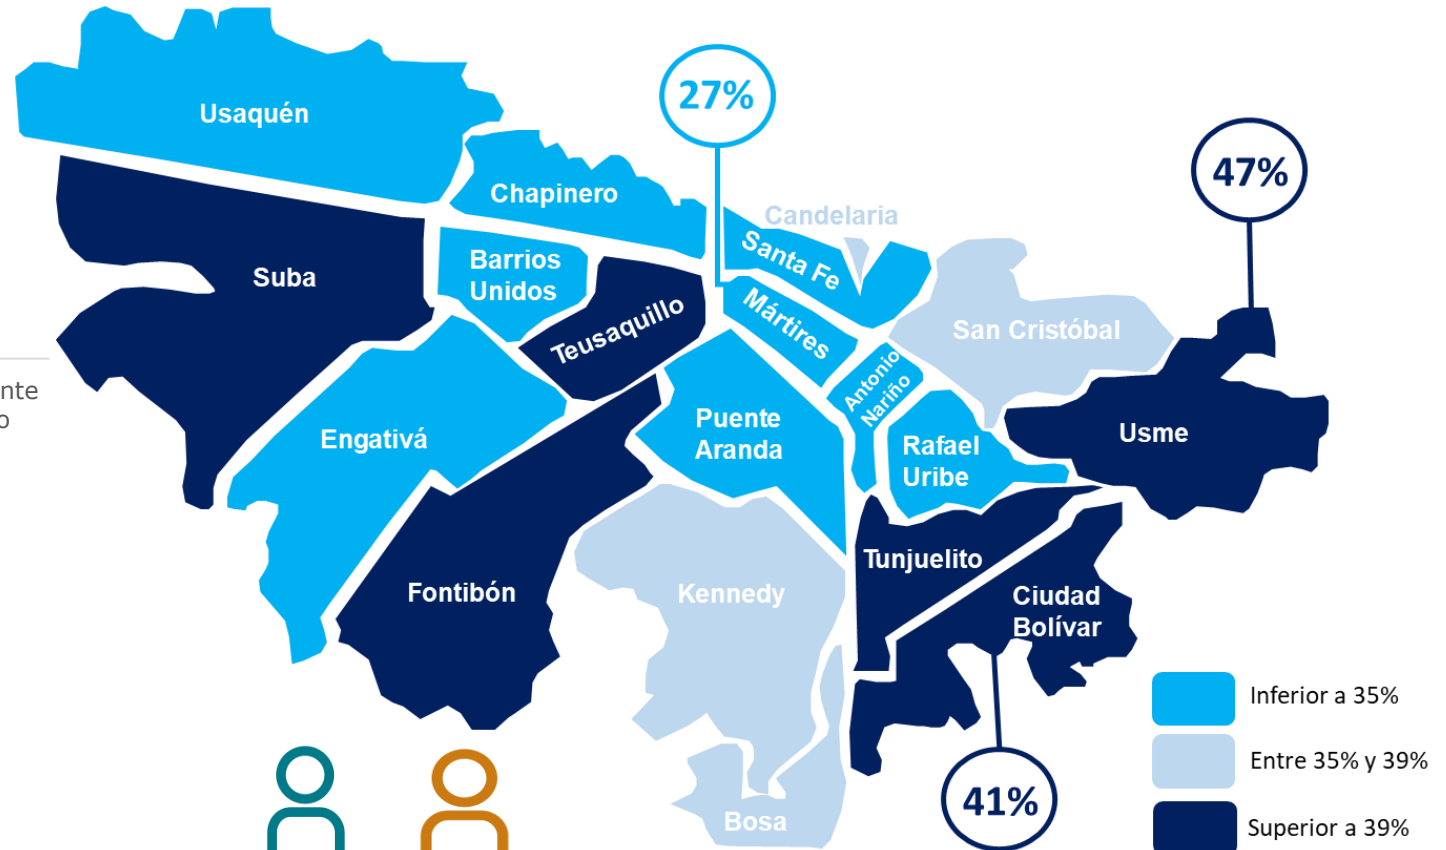 Usaquén
27%
47%
Chapinero
Candelaria
Santa Fe
Barrios
Unidos
Suba
Teusaquillo
Mártires
San Cristóbal
Antonio
Nariño
nte
o
Engativá
Puente
Aranda
Rafael
Uribe
Usme
Tunjuelito
Fontibón
Kennedy
Ciudad
Bolívar
Inferior a 35%
Entre 35% y 39%
41%
Bosa
Superior a 39%